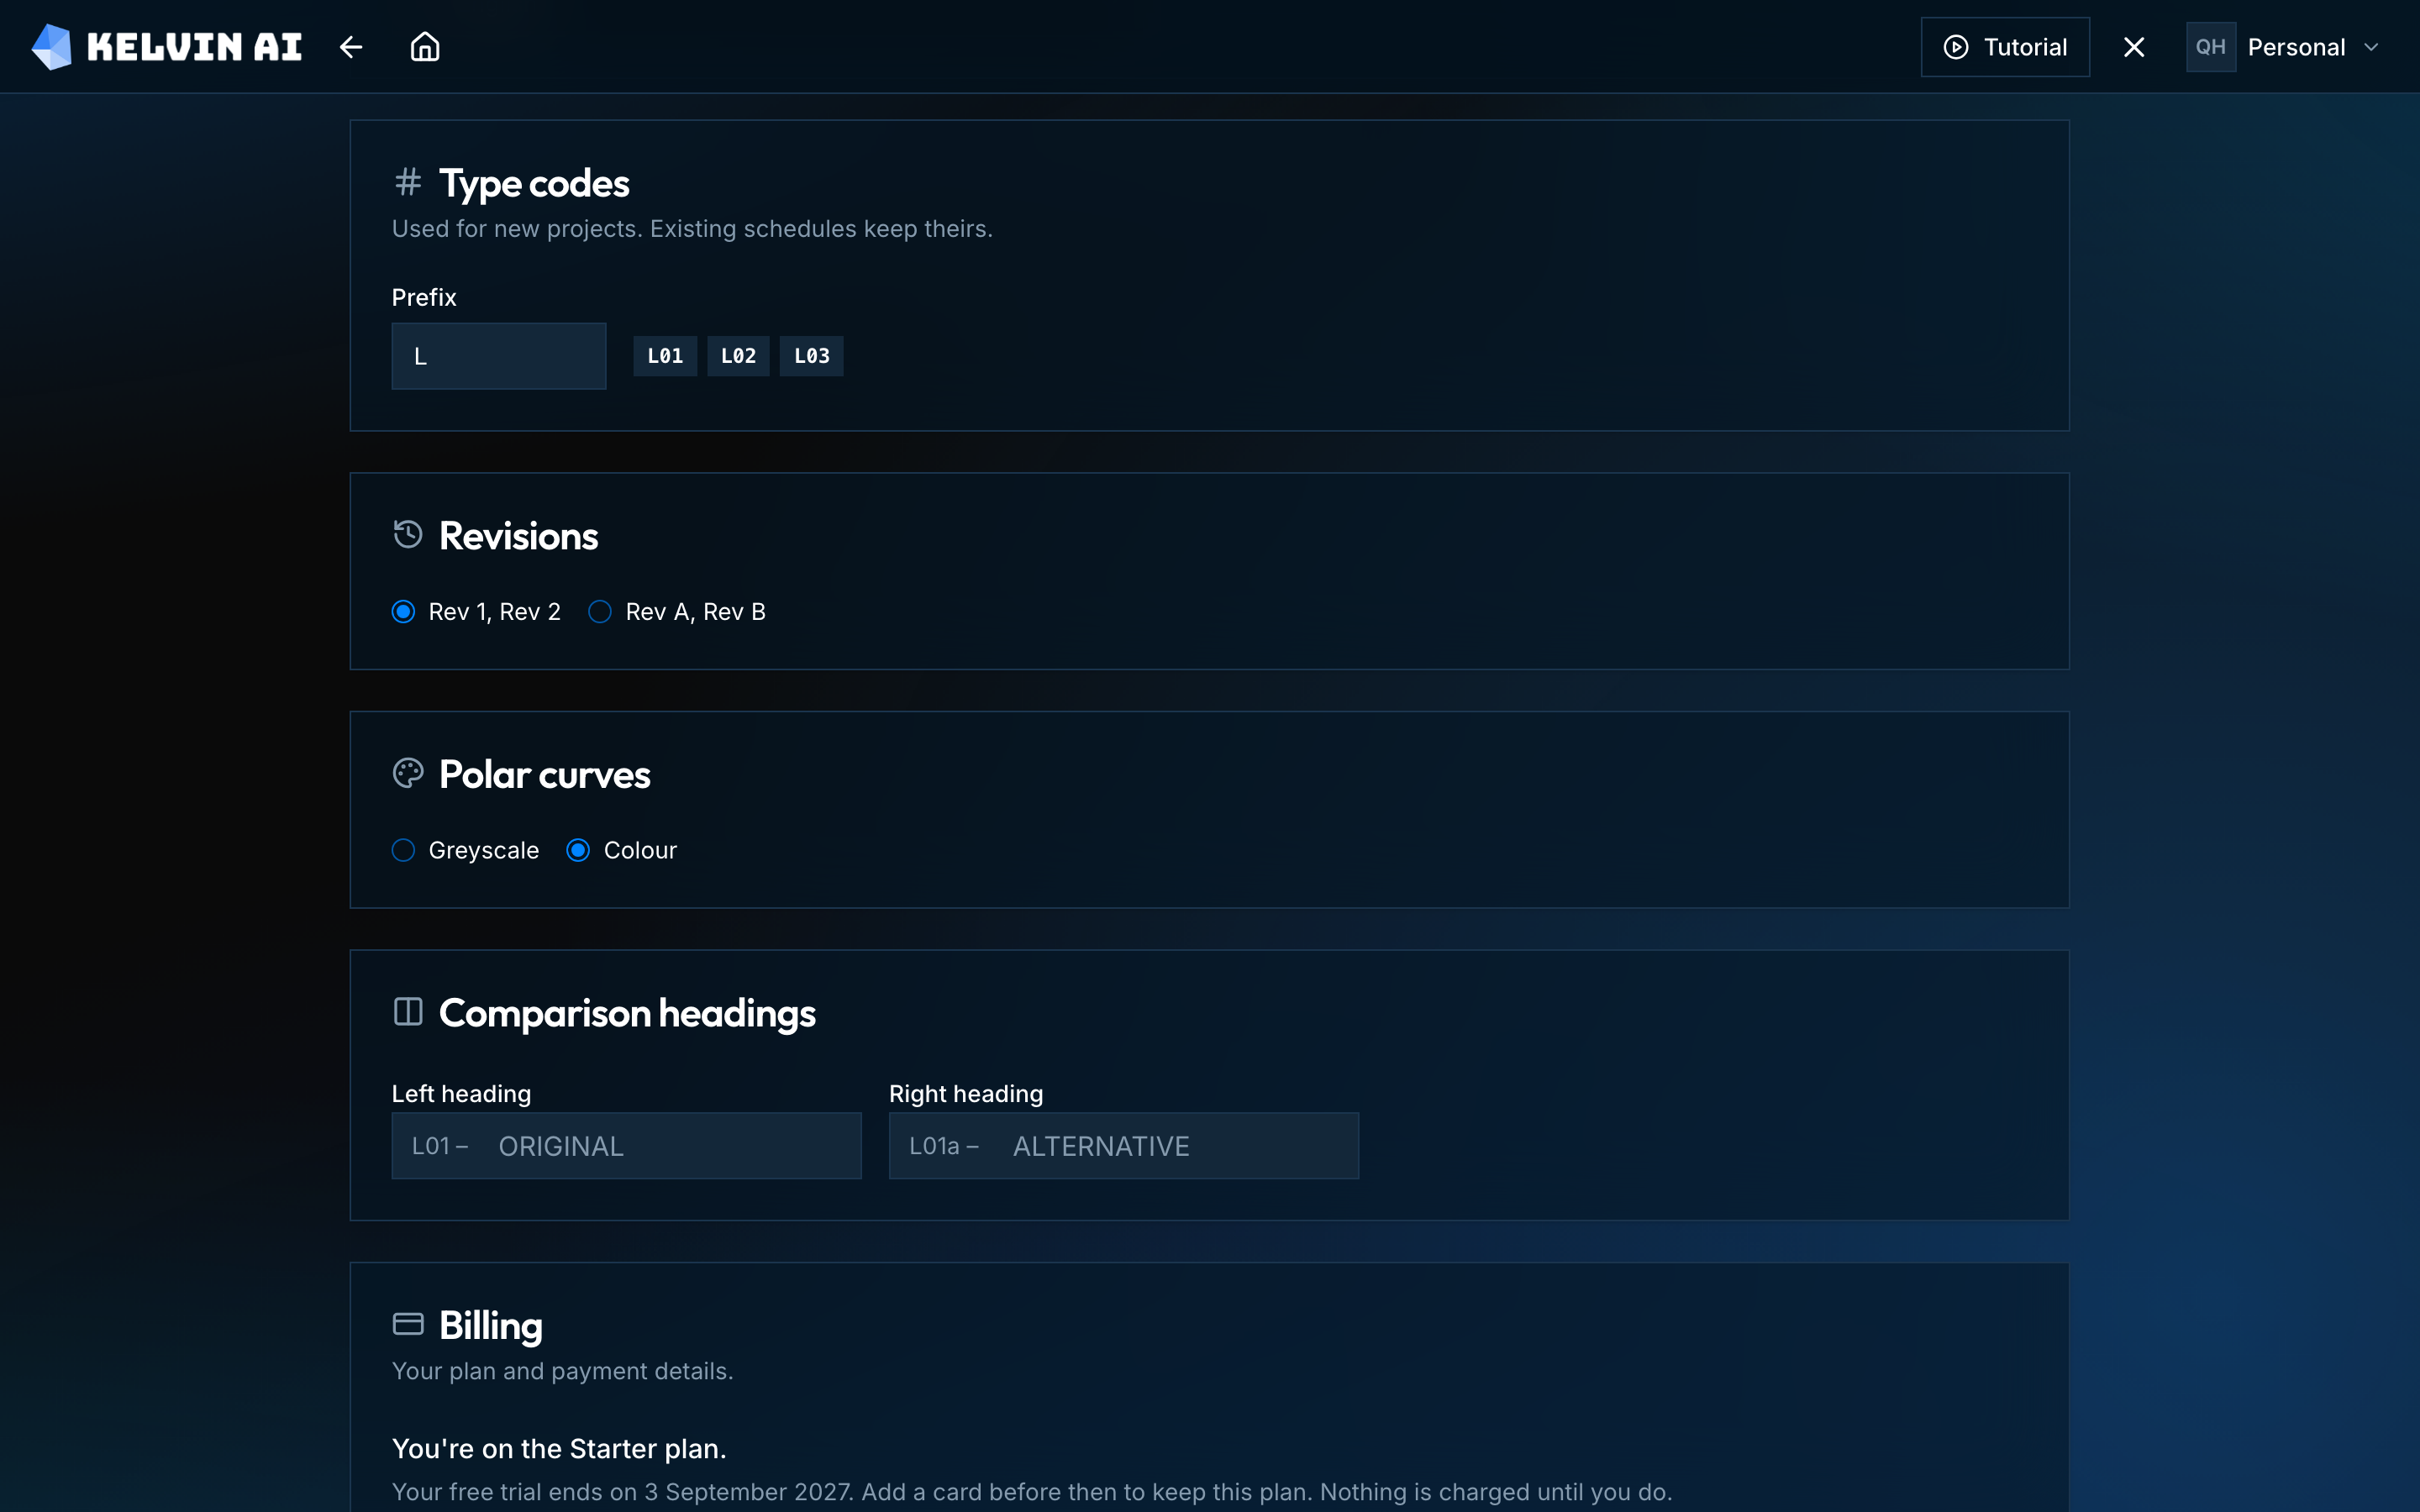 KELVIN AI
Tutorial
QH Personal
Type codes
Used for new projects. Existing schedules keep theirs.
Prefix
L L01 L02 L03
Revisions
Rev 1, Rev 2 Rev A, Rev B
Polar curves
Greyscale Colour
Comparison headings
Left heading Right heading
L01 – ORIGINAL L01a – ALTERNATIVE
Billing
Your plan and payment details.
You're on the Starter plan.
Your free trial ends on 3 September 2027. Add a card before then to keep this plan. Nothing is charged until you do.